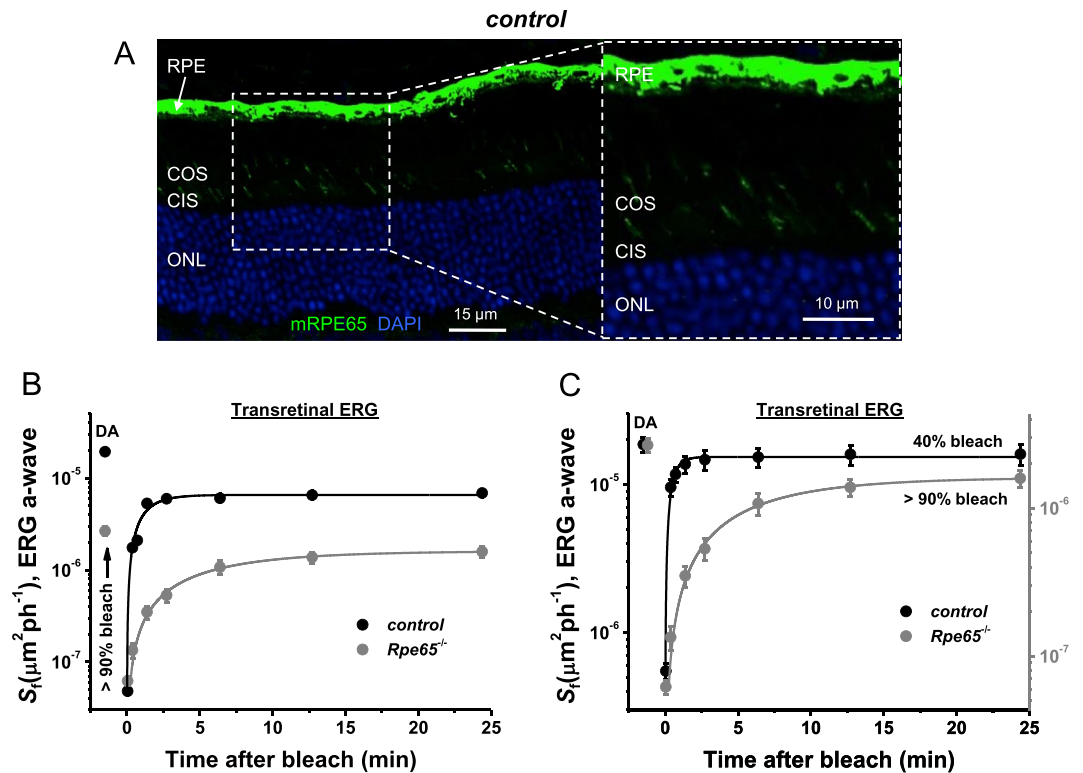 control
A
RPE
COS
CIS
ONL
mRPE65 DAPI
15 µm
RPE
COS
CIS
ONL
10 µm
B
Transretinal ERG
DA
> 90% bleach
control
Rpe65-/-
10-5
10-6
10-7
Sf(µm2ph-1), ERG a-wave
0 5 10 15 20 25
Time after bleach (min)
C
Transretinal ERG
DA
40% bleach
> 90% bleach
control
Rpe65-/-
10-5
10-6
10-6
10-7
Sf(µm2ph-1), ERG a-wave
0 5 10 15 20 25
Time after bleach (min)